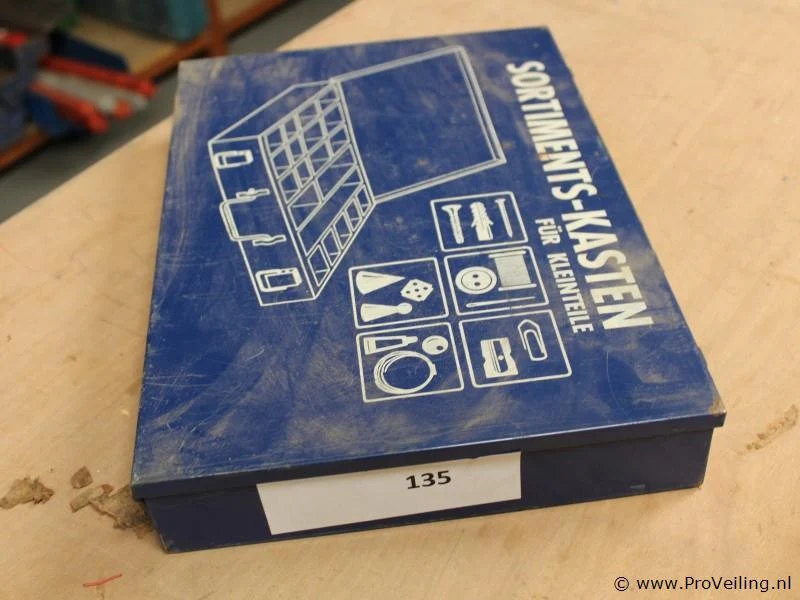 SORTIMENTS-KASTEN
FÜR KLEINTEILE
135
© www.ProVeiling.nl